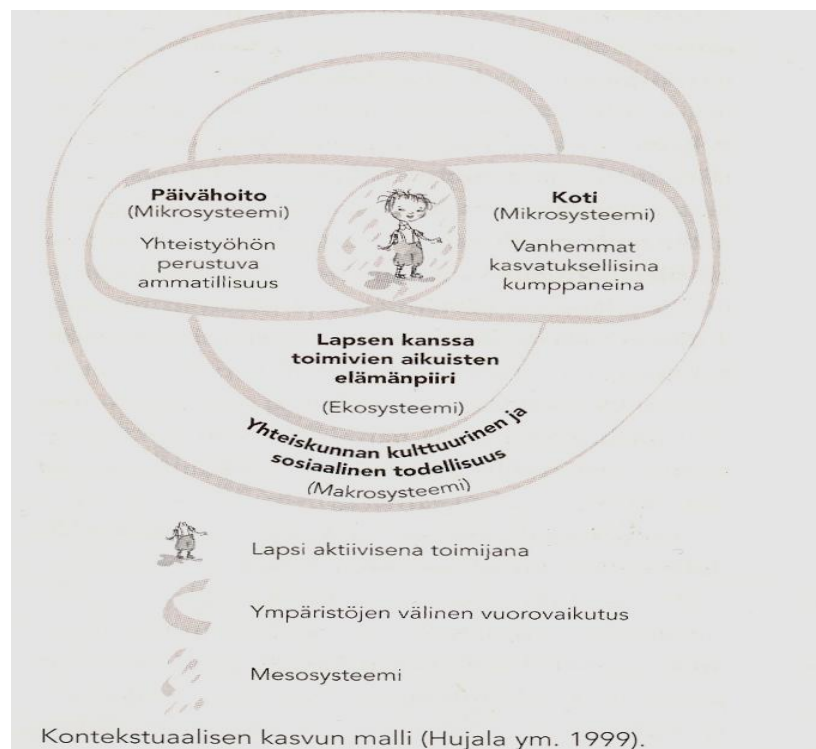 Päivähoito
(Mikrosysteemi)
Yhteistyöhön
perustuva
ammatillisuus
Koti
(Mikrosysteemi)
Vanhemmat
kasvatuksellisina
kumppaneina
Lapsen kanssa
toimivien aikuisten
elämänpiiri
(Ekosysteemi)
Yhteiskunnan kulttuurinen ja
sosiaalinen todellisuus
(Makrosysteemi)
Lapsi aktiivisena toimijana
Ympäristöjen välinen vuorovaikutus
Mesosysteemi
Kontekstuaalisen kasvun malli (Hujala ym. 1999).